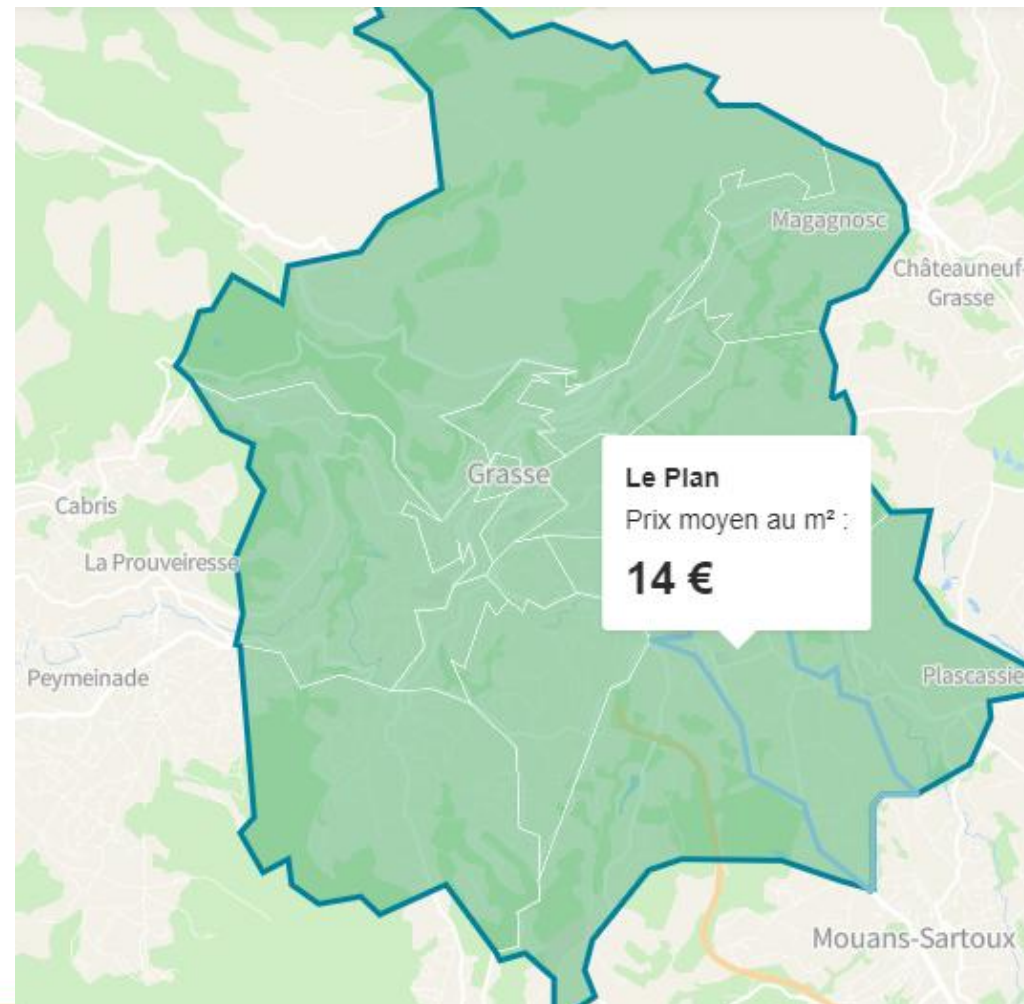 Magagnosc
Châteauneuf-
Grasse
Grasse
Le Plan
Prix moyen au m² :
14 €
Cabris
La Prouveiresse
Peymeinade
Plascassie
Mouans-Sartoux